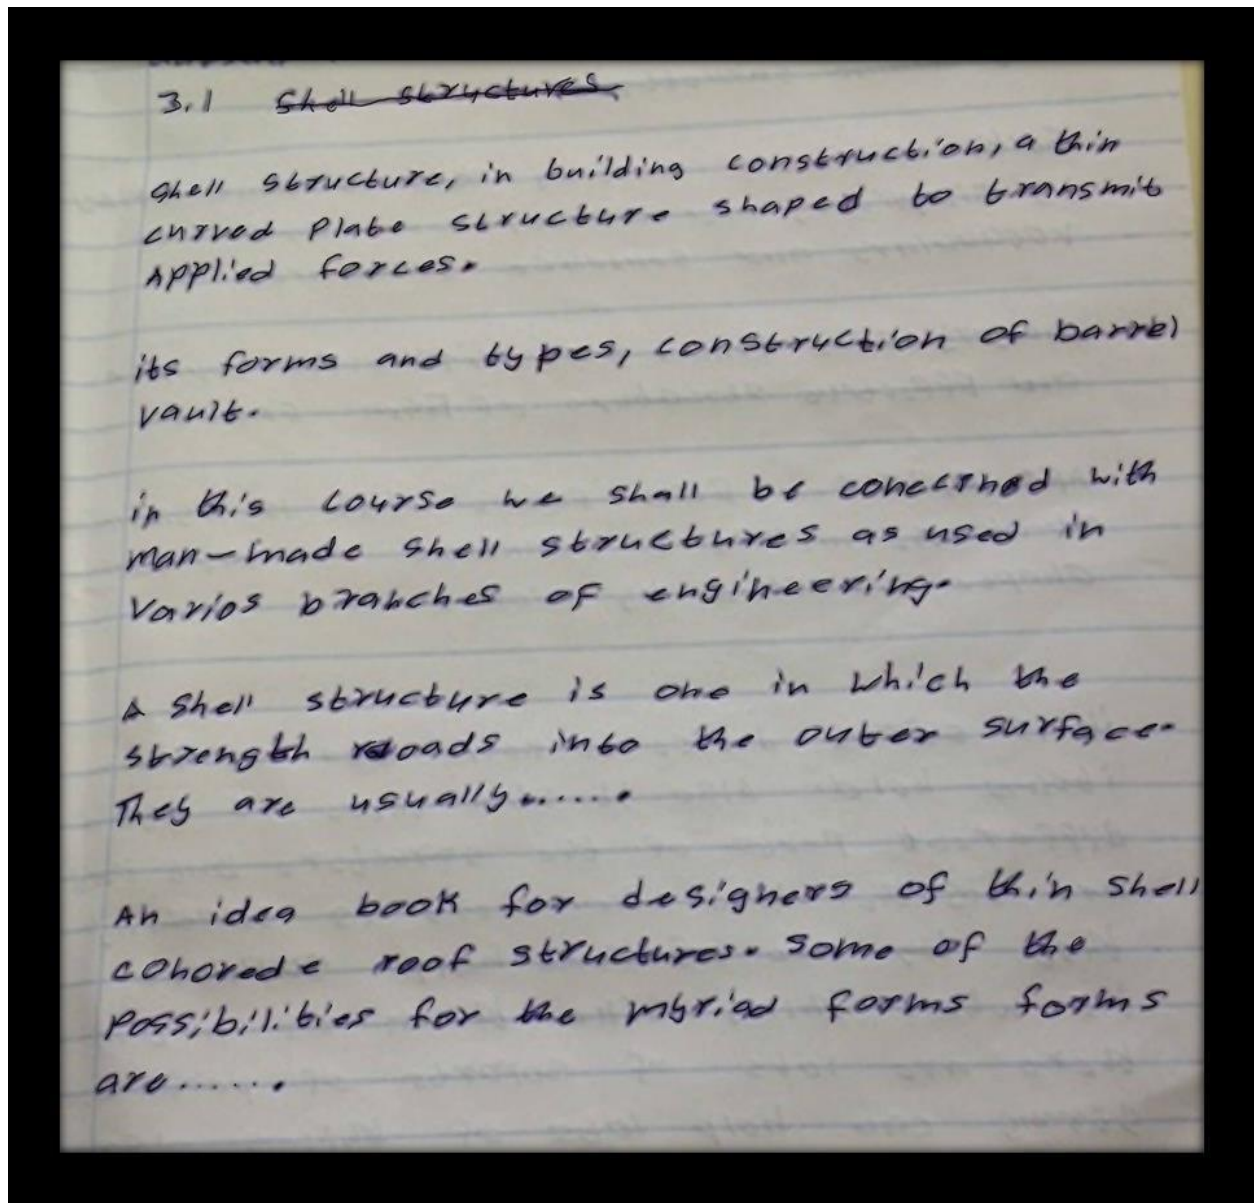 3.1 Shell structures
Shell structure, in building construction, a thin
curved Plate structure shaped to transmit
Applied forces.
its forms and types, construction of barrel
vault.
in this course we shall be conecrned with
man-made shell structures as used in
Varios branches of engineering.
A Shell structure is one in which the
strength roads into the outer surface.
They are usually.......
An idea book for designers of thin shell
cohorede roof structures. Some of the
possibilities for the myriad forms forms
are.......